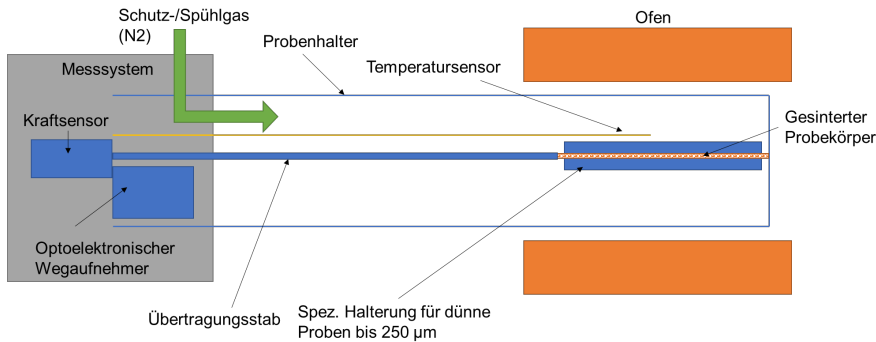 Schutz-/Spühlgas
(N2)
Ofen
Probenhalter
Temperatursensor
Messsystem
Kraftsensor
Gesinterter
Probekörper
Optoelektronischer
Wegaufnehmer
Übertragungsstab
Spez. Halterung für dünne
Proben bis 250 µm